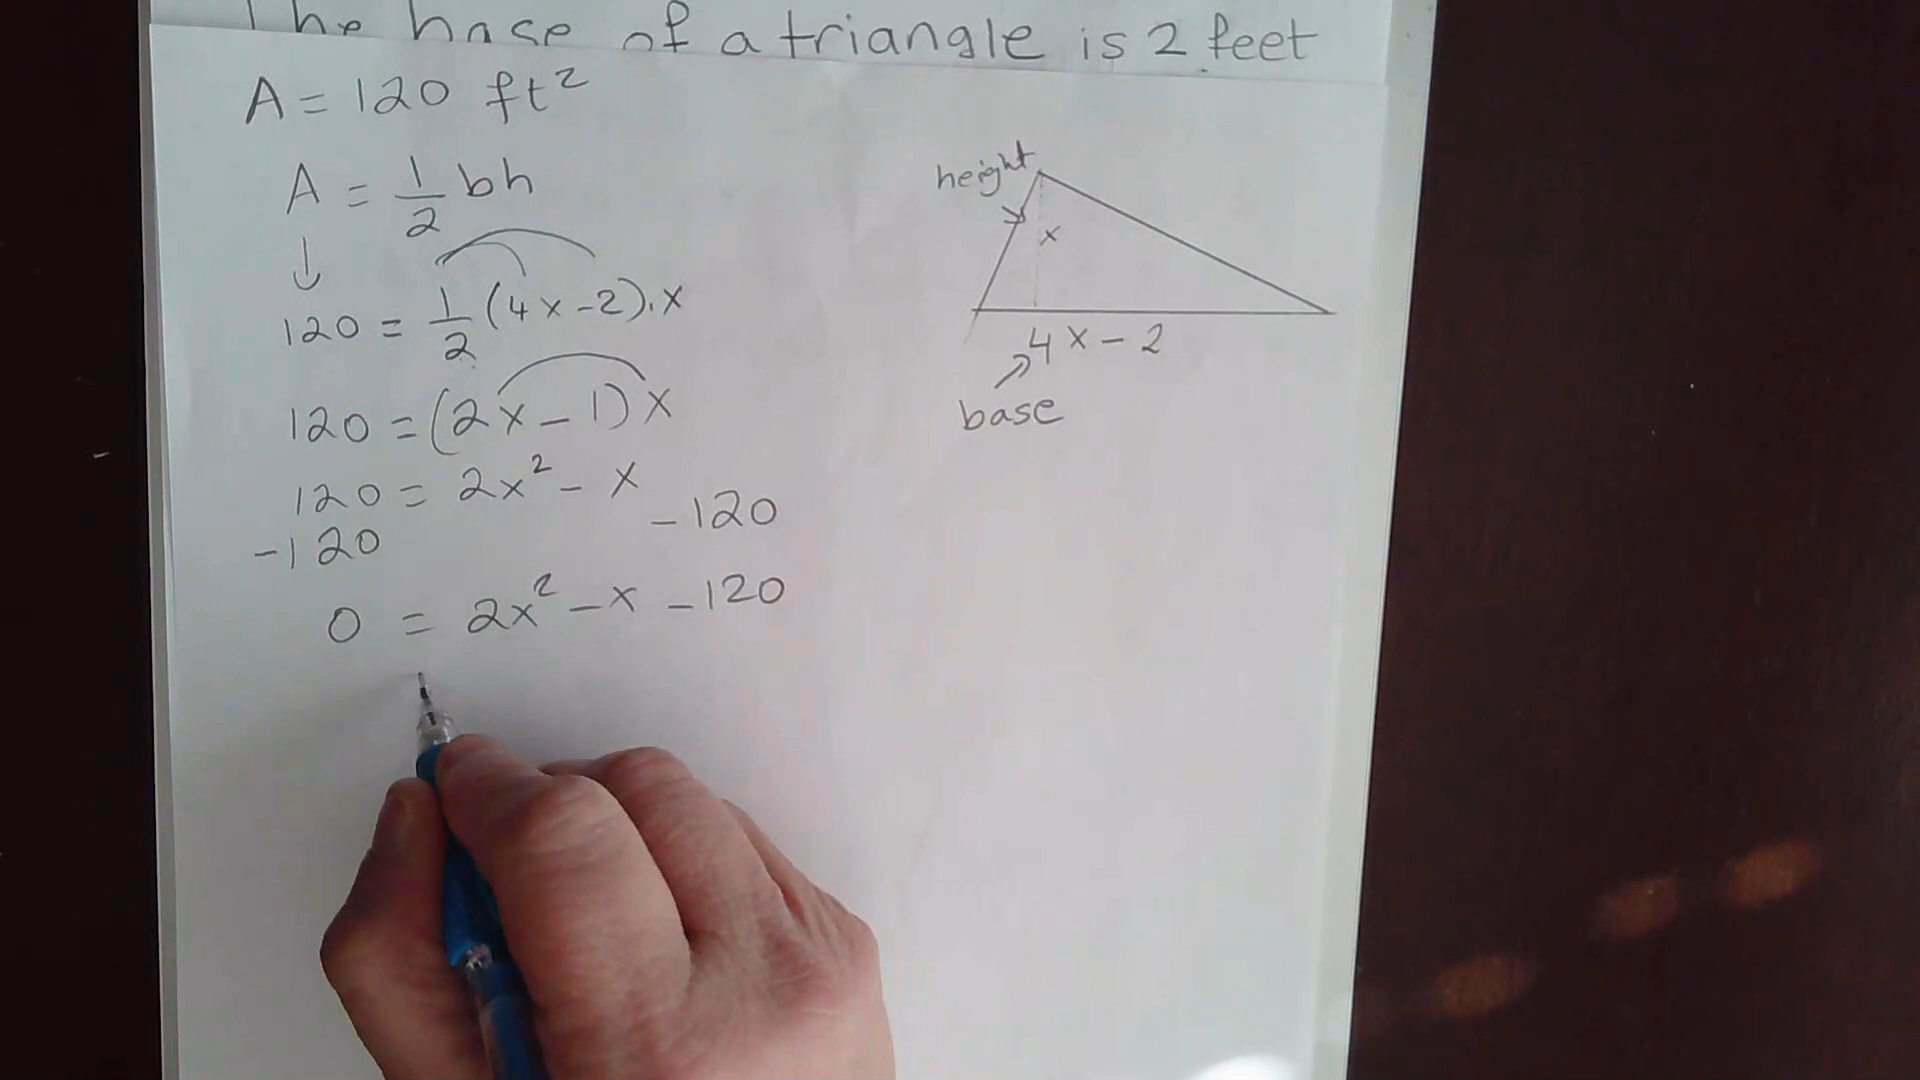 The base of a triangle is 2 feet
A = 120 ft²
A = 1/2 bh
↓
120 = 1/2 (4x - 2).x
120 = (2x - 1)x
120 = 2x² - x
-120 -120
0 = 2x² - x - 120
height
x
4x - 2
base